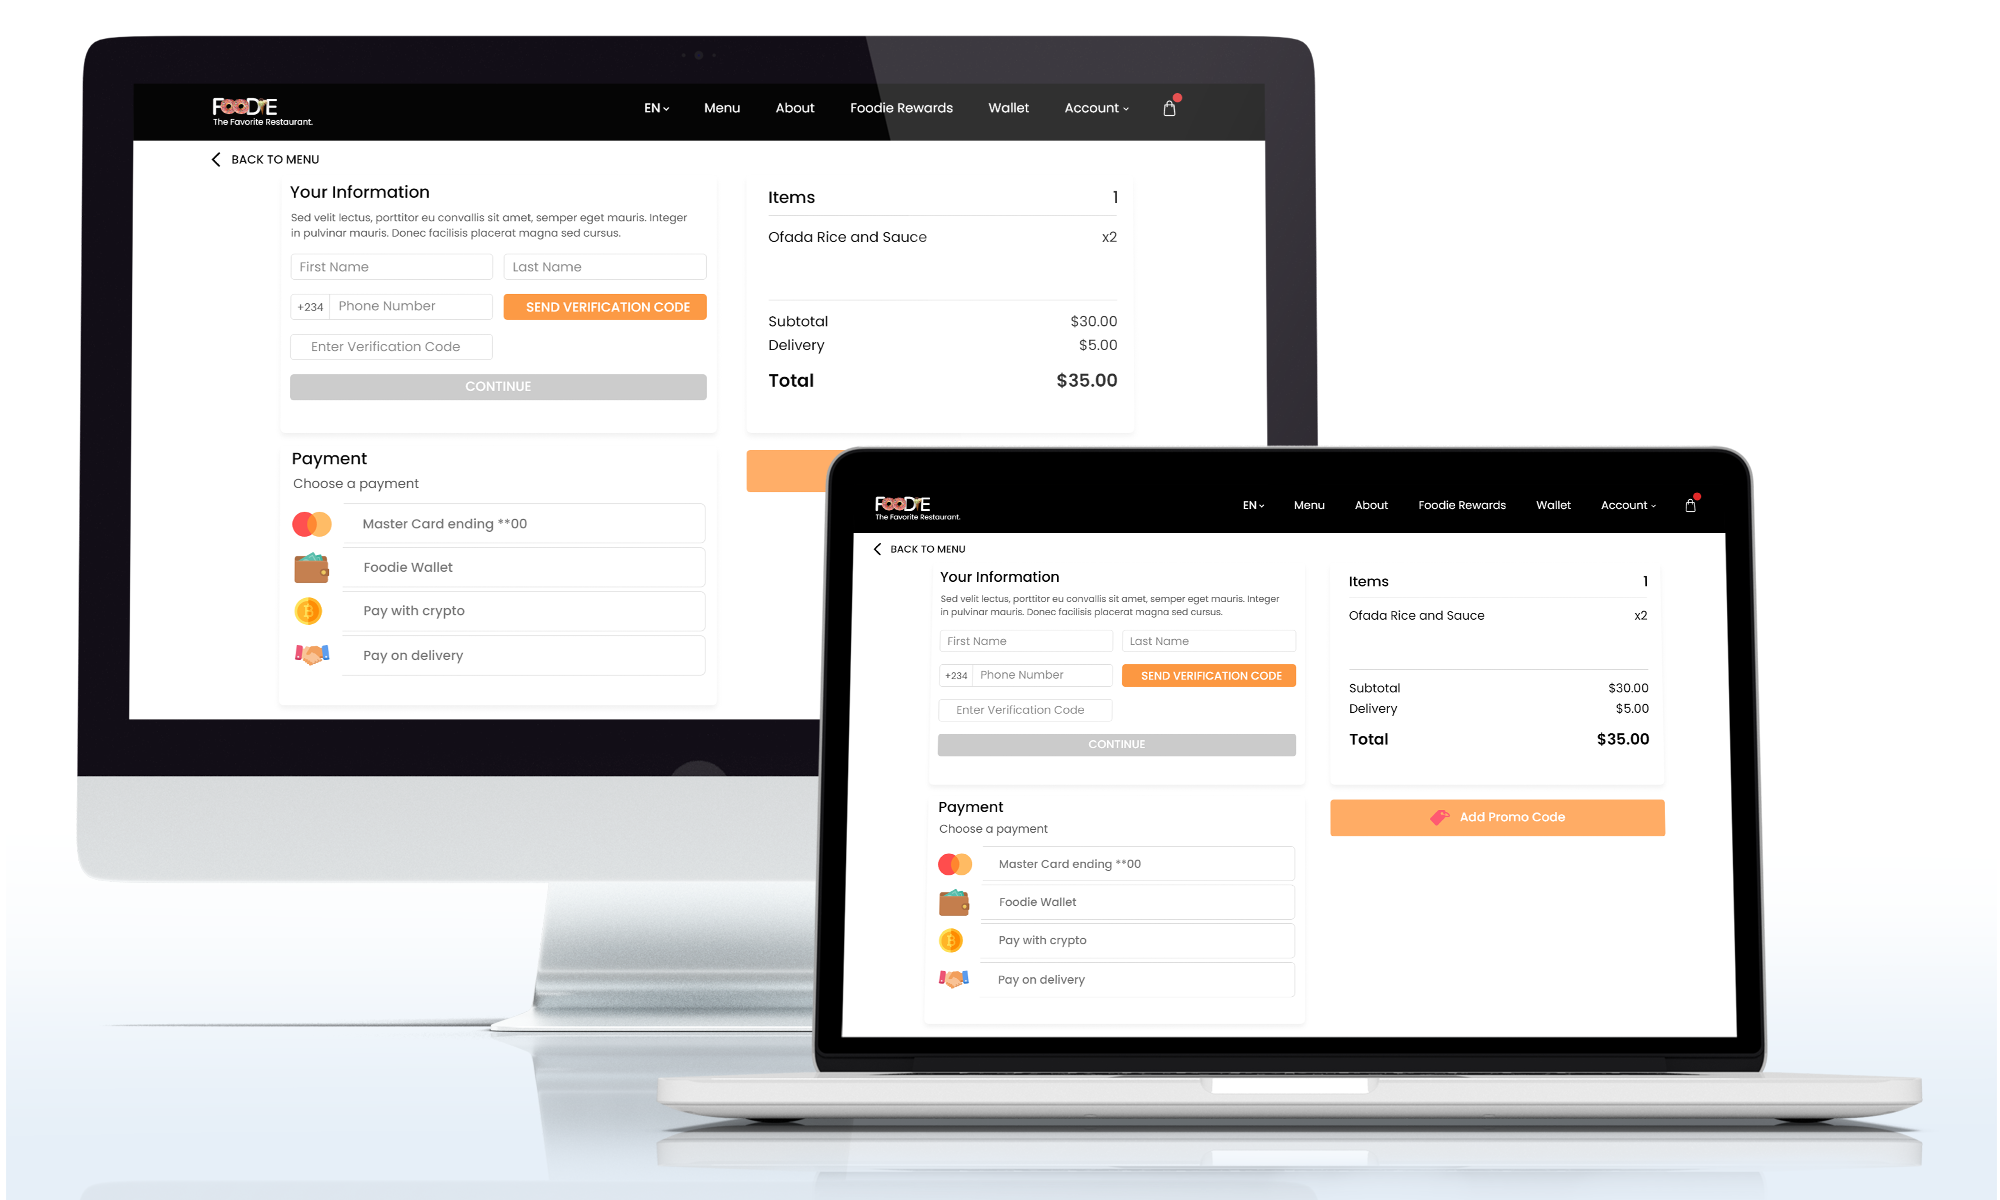 FOODIE
The Favorite Restaurant.
EN
Menu
About
Foodie Rewards
Wallet
Account
BACK TO MENU
Your Information
Sed velit lectus, porttitor eu convallis sit amet, semper eget mauris. Integer
in pulvinar mauris. Donec facilisis placerat magna sed cursus.
First Name
Last Name
+234
Phone Number
SEND VERIFICATION CODE
Enter Verification Code
CONTINUE
Items 1
Ofada Rice and Sauce x2
Subtotal $30.00
Delivery $5.00
Total $35.00
Payment
Choose a payment
Master Card ending **00
Foodie Wallet
Pay with crypto
Pay on delivery
FOODIE
The Favorite Restaurant.
EN
Menu
About
Foodie Rewards
Wallet
Account
BACK TO MENU
Your Information
Sed velit lectus, porttitor eu convallis sit amet, semper eget mauris. Integer
in pulvinar mauris. Donec facilisis placerat magna sed cursus.
First Name
Last Name
+234
Phone Number
SEND VERIFICATION CODE
Enter Verification Code
CONTINUE
Items 1
Ofada Rice and Sauce x2
Subtotal $30.00
Delivery $5.00
Total $35.00
Payment
Choose a payment
Master Card ending **00
Foodie Wallet
Pay with crypto
Pay on delivery
Add Promo Code